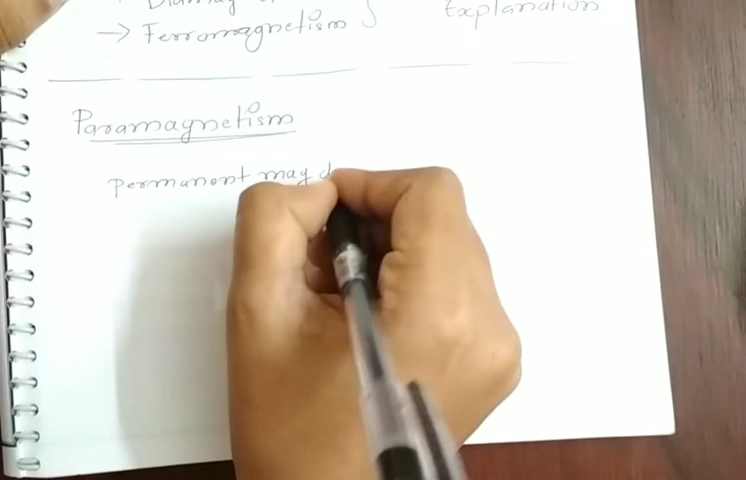 → Ferromagnetism } Explanation
Paramagnetism
permanent mag d